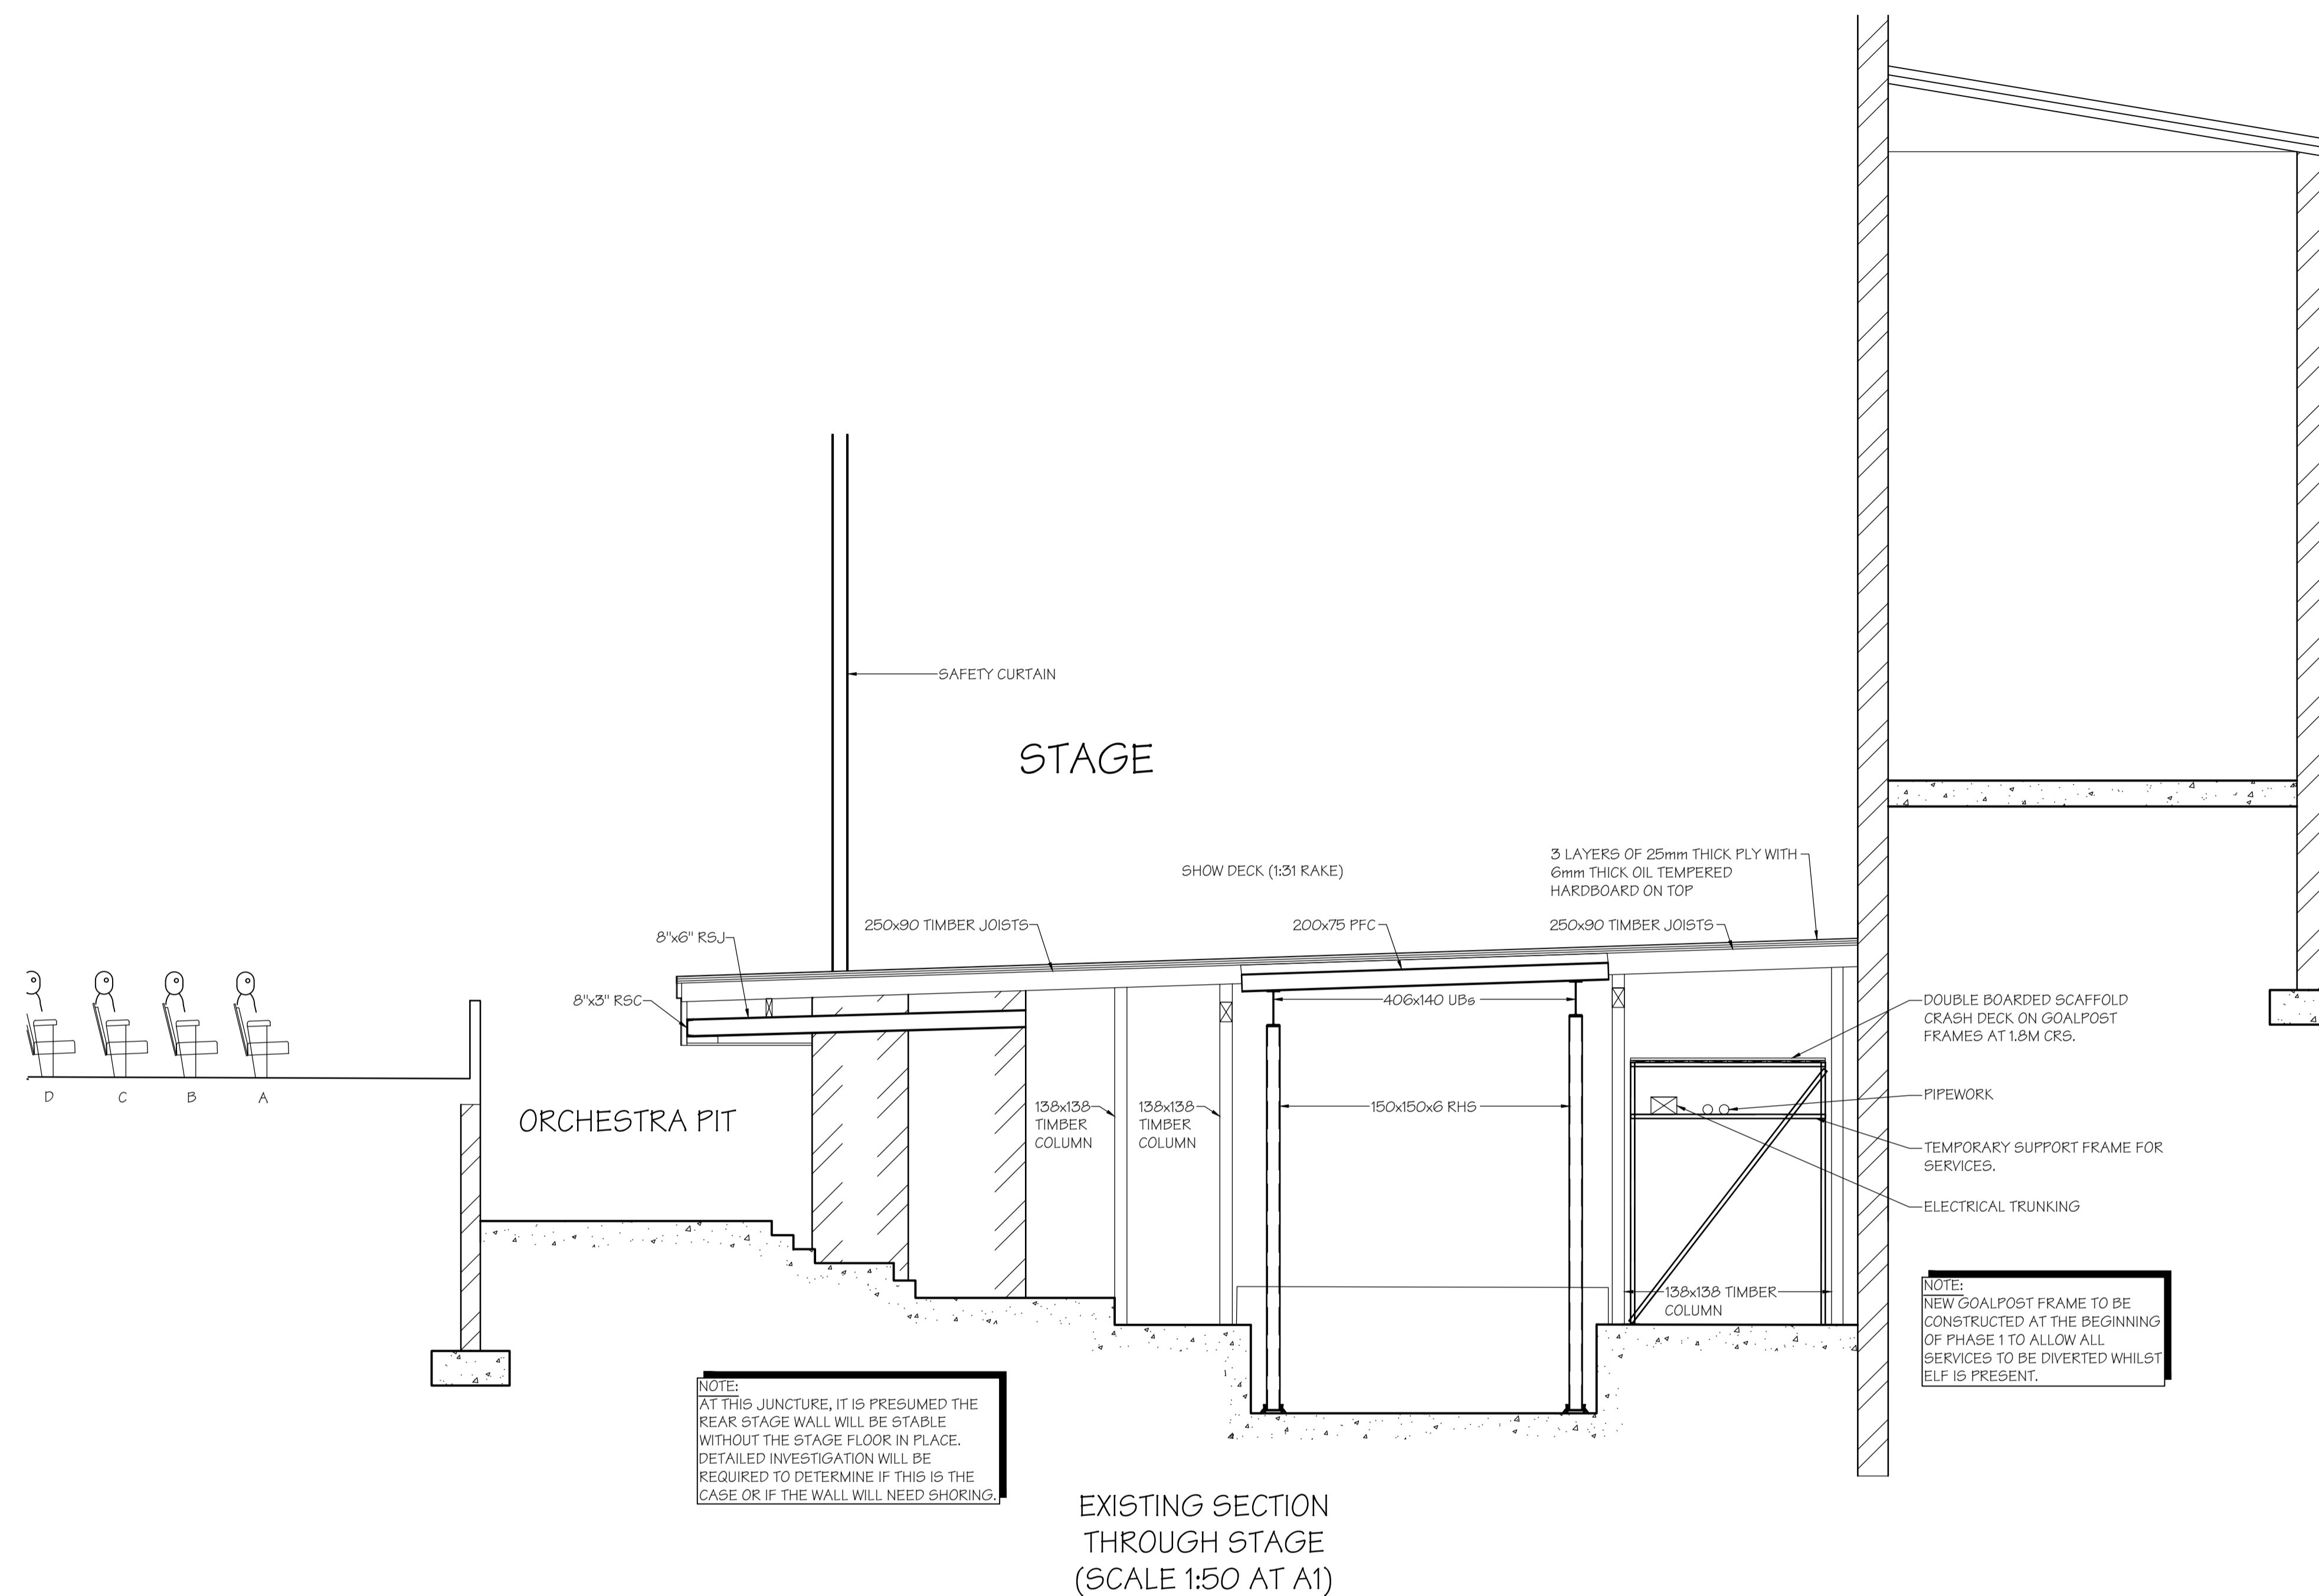 SAFETY CURTAIN
STAGE
SHOW DECK (1:31 RAKE)
3 LAYERS OF 25mm THICK PLY WITH
6mm THICK OIL TEMPERED
HARDBOARD ON TOP
8"x6" RSJ
250x90 TIMBER JOISTS
200x75 PFC
250x90 TIMBER JOISTS
8"x3" RSC
406x140 UBs
DOUBLE BOARDED SCAFFOLD
CRASH DECK ON GOALPOST
FRAMES AT 1.8M CRS.
D
C
B
A
ORCHESTRA PIT
138x138
TIMBER
COLUMN
138x138
TIMBER
COLUMN
150x150x6 RHS
PIPEWORK
TEMPORARY SUPPORT FRAME FOR
SERVICES.
ELECTRICAL TRUNKING
138x138 TIMBER
COLUMN
NOTE:
NEW GOALPOST FRAME TO BE
CONSTRUCTED AT THE BEGINNING
OF PHASE 1 TO ALLOW ALL
SERVICES TO BE DIVERTED WHILST
ELF IS PRESENT.
NOTE:
AT THIS JUNCTURE, IT IS PRESUMED THE
REAR STAGE WALL WILL BE STABLE
WITHOUT THE STAGE FLOOR IN PLACE.
DETAILED INVESTIGATION WILL BE
REQUIRED TO DETERMINE IF THIS IS THE
CASE OR IF THE WALL WILL NEED SHORING.
EXISTING SECTION
THROUGH STAGE
(SCALE 1:50 AT A1)